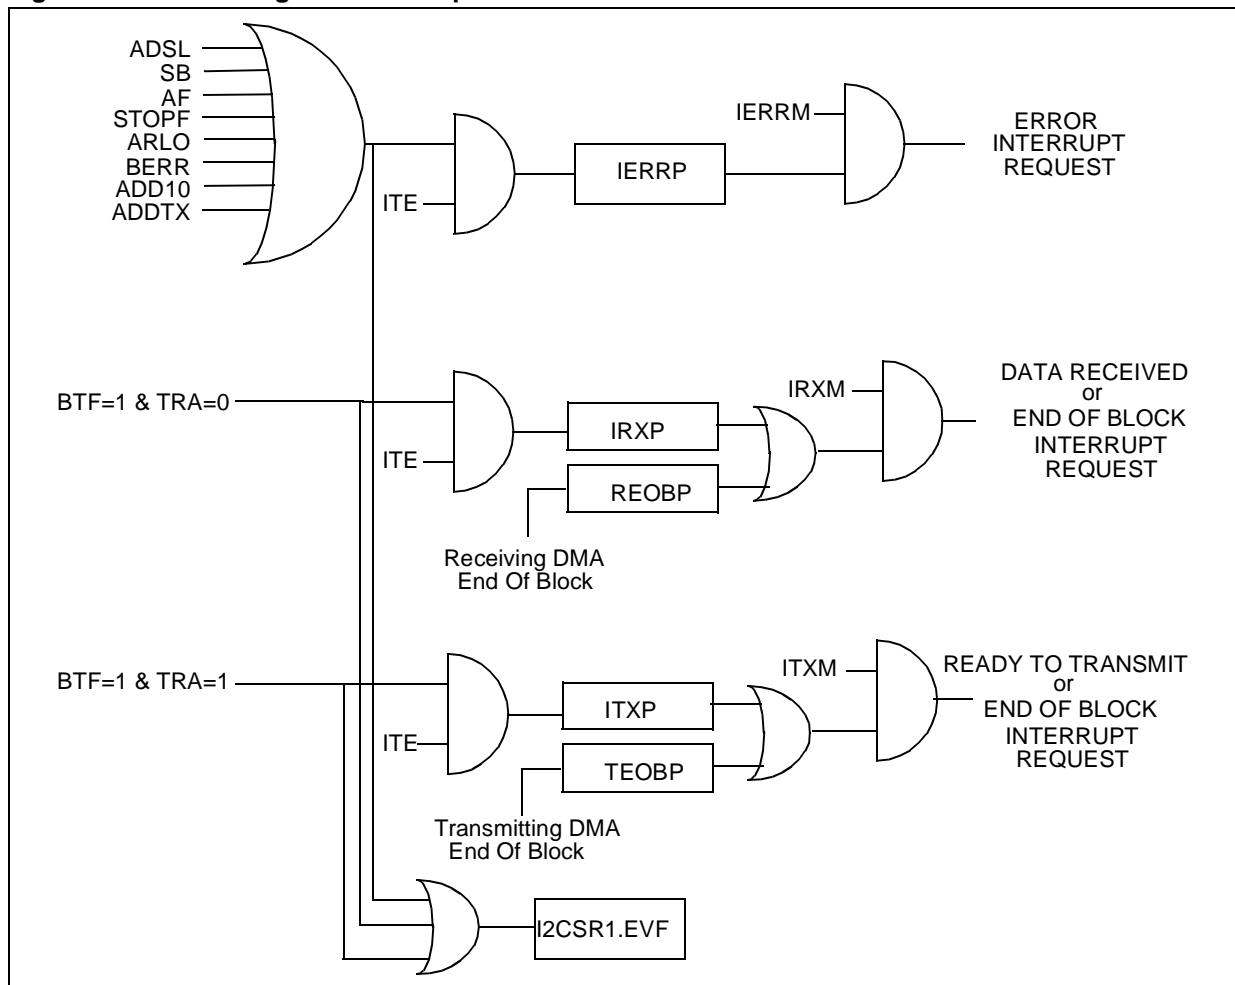 ADSL
SB
AF
STOPF
ARLO
BERR
ADD10
ADDTX
ITE
IERRP
IERRM
ERROR
INTERRUPT
REQUEST
BTF=1 & TRA=0
ITE
IRXP
REOBP
Receiving DMA
End Of Block
IRXM
DATA RECEIVED
or
END OF BLOCK
INTERRUPT
REQUEST
BTF=1 & TRA=1
ITE
ITXP
TEOBP
Transmitting DMA
End Of Block
ITXM
READY TO TRANSMIT
or
END OF BLOCK
INTERRUPT
REQUEST
I2CSR1.EVF